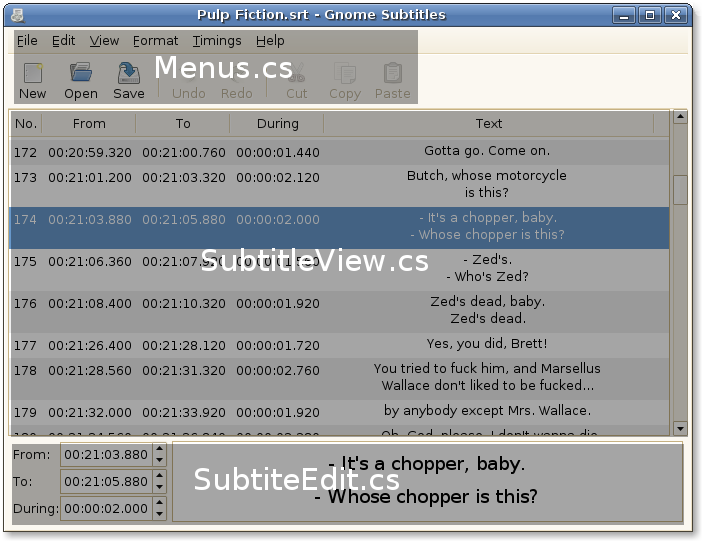 Pulp Fiction.srt - Gnome Subtitles
File Edit View Format Timings Help
Menus.cs
New Open Save Undo Redo Cut Copy Paste
No. From To During Text
172 00:20:59.320 00:21:00.760 00:00:01.440 Gotta go. Come on.
173 00:21:01.200 00:21:03.320 00:00:02.120 Butch, whose motorcycle
is this?
174 00:21:03.880 00:21:05.880 00:00:02.000 - It's a chopper, baby.
- Whose chopper is this?
SubtitleView.cs
175 00:21:06.360 - Zed's.
- Who's Zed?
176 00:21:08.400 00:21:10.320 00:00:01.920 Zed's dead, baby.
Zed's dead.
177 00:21:26.400 00:21:28.120 00:00:01.720 Yes, you did, Brett!
178 00:21:28.560 00:21:31.320 00:00:02.760 You tried to fuck him, and Marsellus
Wallace don't liked to be fucked...
179 00:21:32.000 00:21:33.920 00:00:01.920 by anybody except Mrs. Wallace.
From: 00:21:03.880
To: 00:21:05.880
During: 00:00:02.000
SubtiteEdit.cs
- It's a chopper, baby.
- Whose chopper is this?